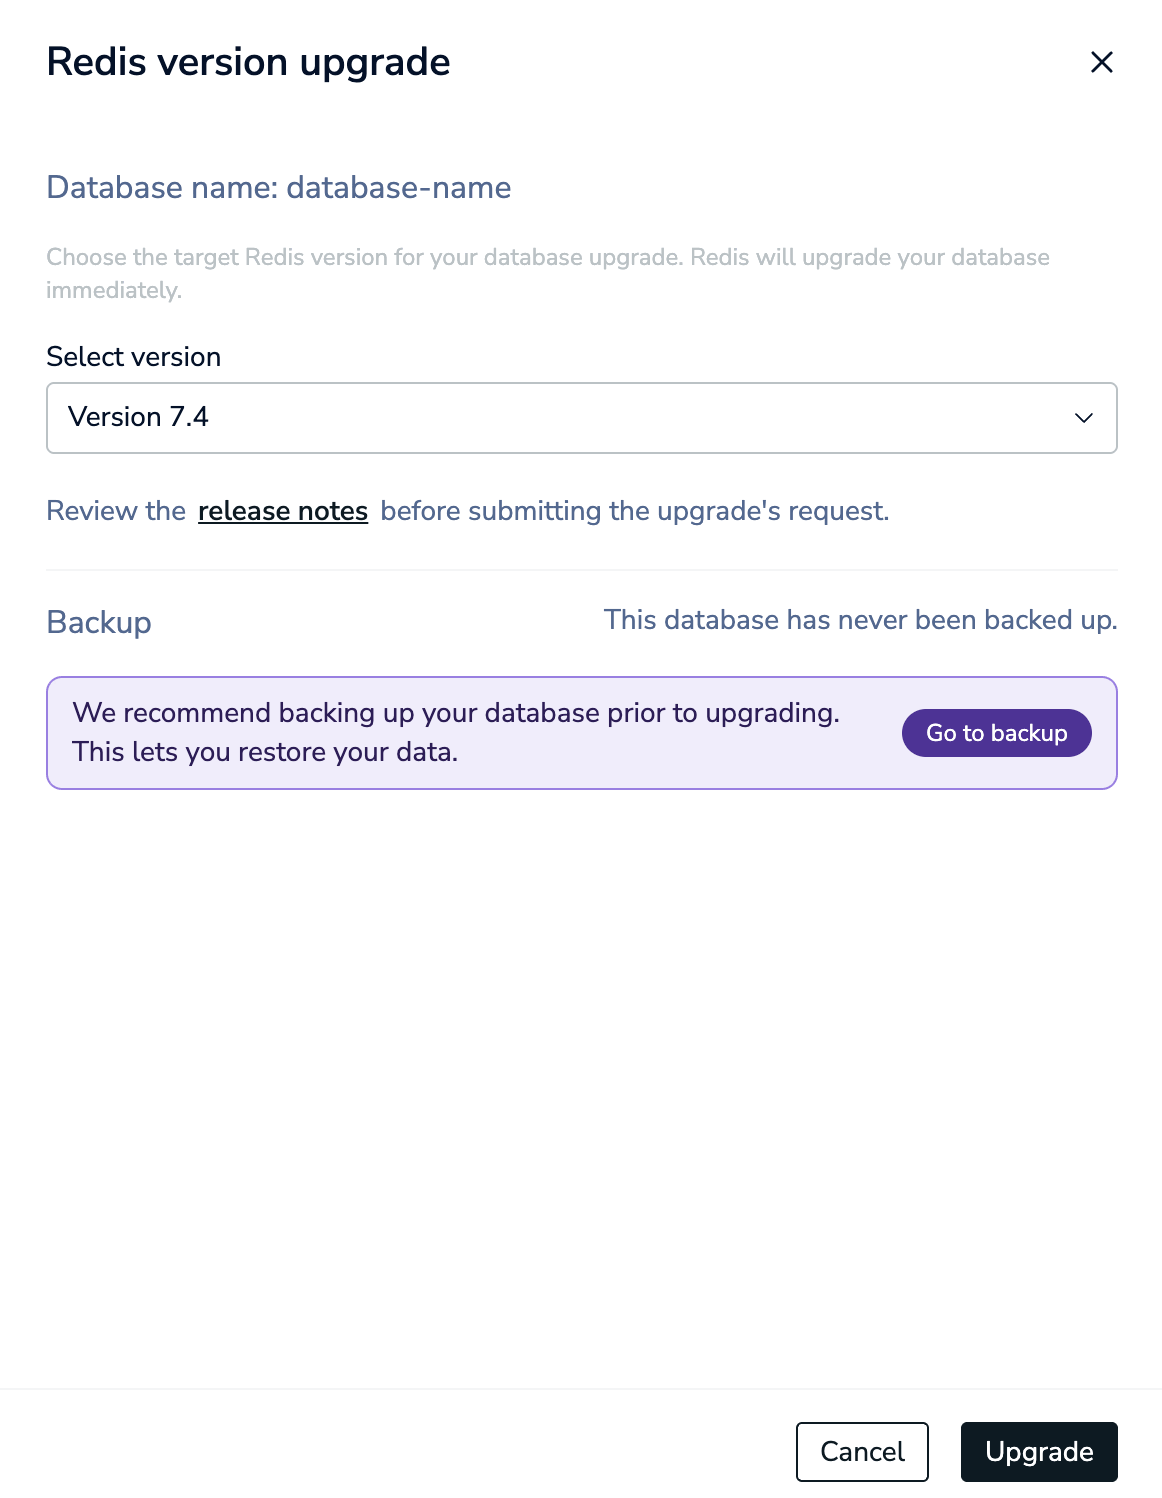 Redis version upgrade
Database name: database-name
Choose the target Redis version for your database upgrade. Redis will upgrade your database
immediately.
Select version
Version 7.4
Review the release notes before submitting the upgrade's request.
Backup
This database has never been backed up.
We recommend backing up your database prior to upgrading.
This lets you restore your data.
Go to backup
Cancel
Upgrade